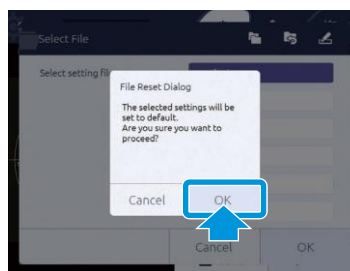 Select File
Select setting fil
File Reset Dialog
The selected settings will be
set to default.
Are you sure you want to
proceed?
Cancel
OK
Cancel
OK